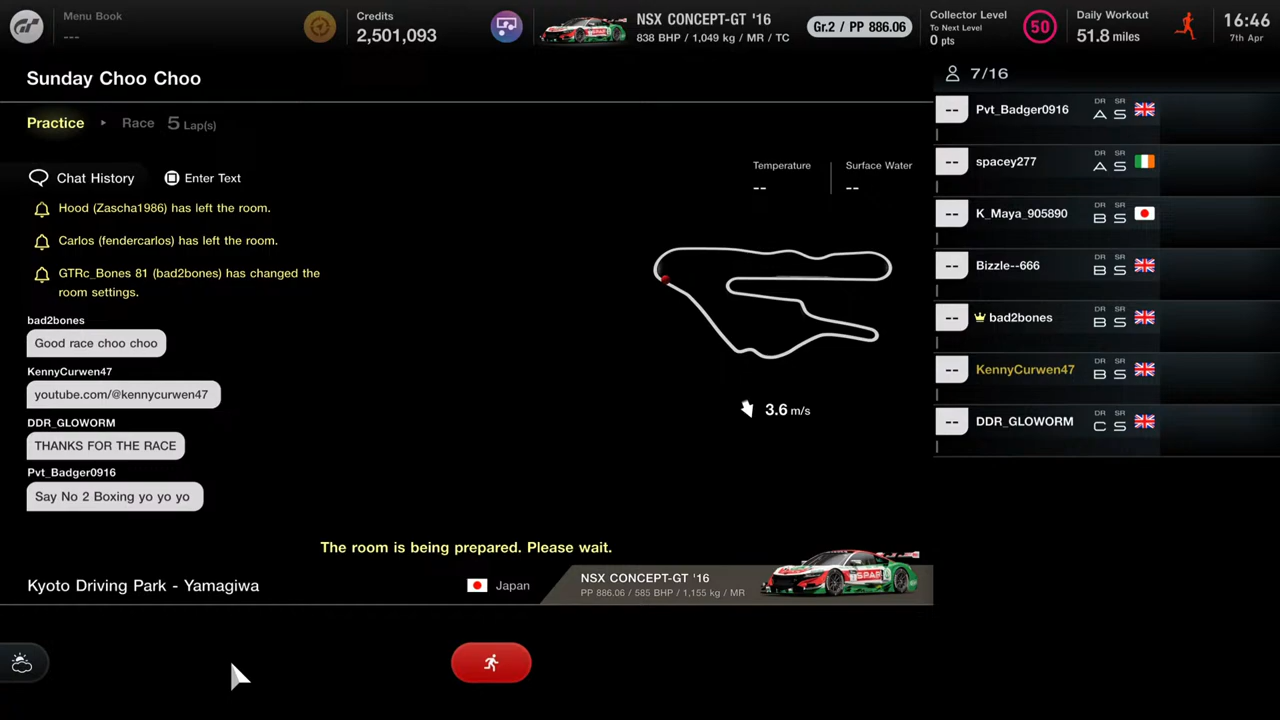 Menu Book
---
Credits
2,501,093
NSX CONCEPT-GT '16
838 BHP / 1,049 kg / MR / TC
Gr.2 / PP 886.06
Collector Level
To Next Level
0 pts
50
Daily Workout
51.8 miles
16:46
7th Apr
Sunday Choo Choo
7/16
Practice
Race 5 Lap(s)
Chat History
Enter Text
Temperature
--
Surface Water
--
Hood (Zascha1986) has left the room.
Carlos (fendercarlos) has left the room.
GTRc_Bones 81 (bad2bones) has changed the
room settings.
bad2bones
Good race choo choo
KennyCurwen47
youtube.com/@kennycurwen47
DDR_GLOWORM
THANKS FOR THE RACE
Pvt_Badger0916
Say No 2 Boxing yo yo yo
3.6 m/s
The room is being prepared. Please wait.
Kyoto Driving Park - Yamagiwa
Japan
NSX CONCEPT-GT '16
PP 886.06 / 585 BHP / 1,155 kg / MR
-- Pvt_Badger0916 DR A SR S
-- spacey277 DR A SR S
-- K_Maya_905890 DR B SR S
-- Bizzle--666 DR B SR S
-- bad2bones DR B SR S
-- KennyCurwen47 DR B SR S
-- DDR_GLOWORM DR C SR S